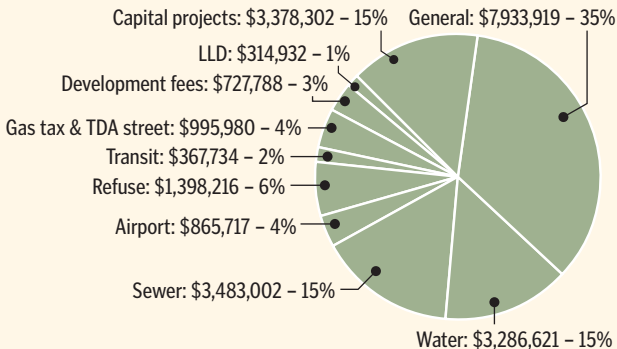 Capital projects: $3,378,302 – 15%
General: $7,933,919 – 35%
LLD: $314,932 – 1%
Development fees: $727,788 – 3%
Gas tax & TDA street: $995,980 – 4%
Transit: $367,734 – 2%
Refuse: $1,398,216 – 6%
Airport: $865,717 – 4%
Sewer: $3,483,002 – 15%
Water: $3,286,621 – 15%